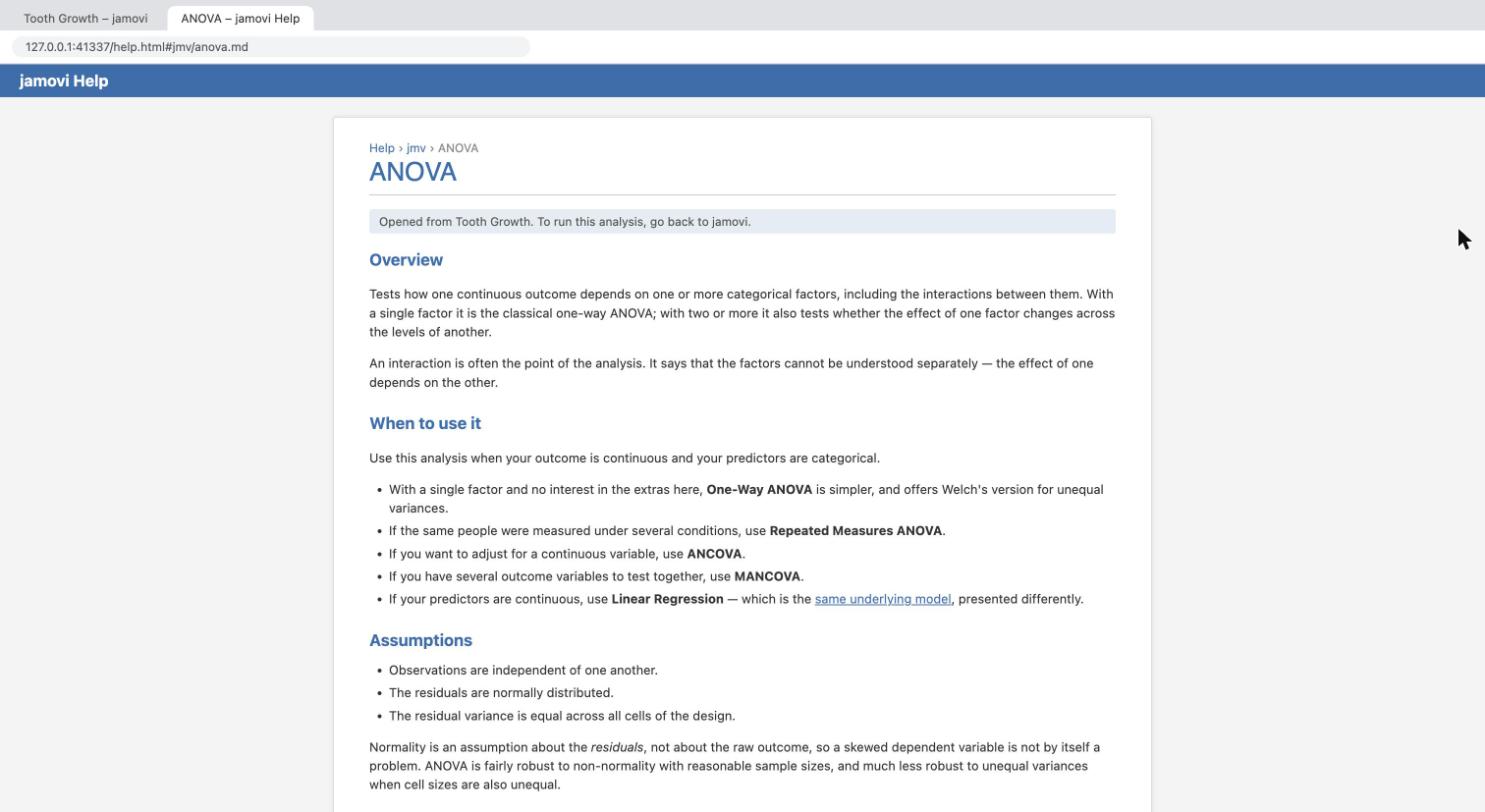 Tooth Growth – jamovi
ANOVA – jamovi Help
127.0.0.1:41337/help.html#jmv/anova.md
jamovi Help
Help › jmv › ANOVA
ANOVA
Opened from Tooth Growth. To run this analysis, go back to jamovi.
Overview
Tests how one continuous outcome depends on one or more categorical factors, including the interactions between them. With
a single factor it is the classical one-way ANOVA; with two or more it also tests whether the effect of one factor changes across
the levels of another.
An interaction is often the point of the analysis. It says that the factors cannot be understood separately — the effect of one
depends on the other.
When to use it
Use this analysis when your outcome is continuous and your predictors are categorical.
• With a single factor and no interest in the extras here, One-Way ANOVA is simpler, and offers Welch's version for unequal
variances.
• If the same people were measured under several conditions, use Repeated Measures ANOVA.
• If you want to adjust for a continuous variable, use ANCOVA.
• If you have several outcome variables to test together, use MANCOVA.
• If your predictors are continuous, use Linear Regression — which is the same underlying model, presented differently.
Assumptions
• Observations are independent of one another.
• The residuals are normally distributed.
• The residual variance is equal across all cells of the design.
Normality is an assumption about the residuals, not about the raw outcome, so a skewed dependent variable is not by itself a
problem. ANOVA is fairly robust to non-normality with reasonable sample sizes, and much less robust to unequal variances
when cell sizes are also unequal.